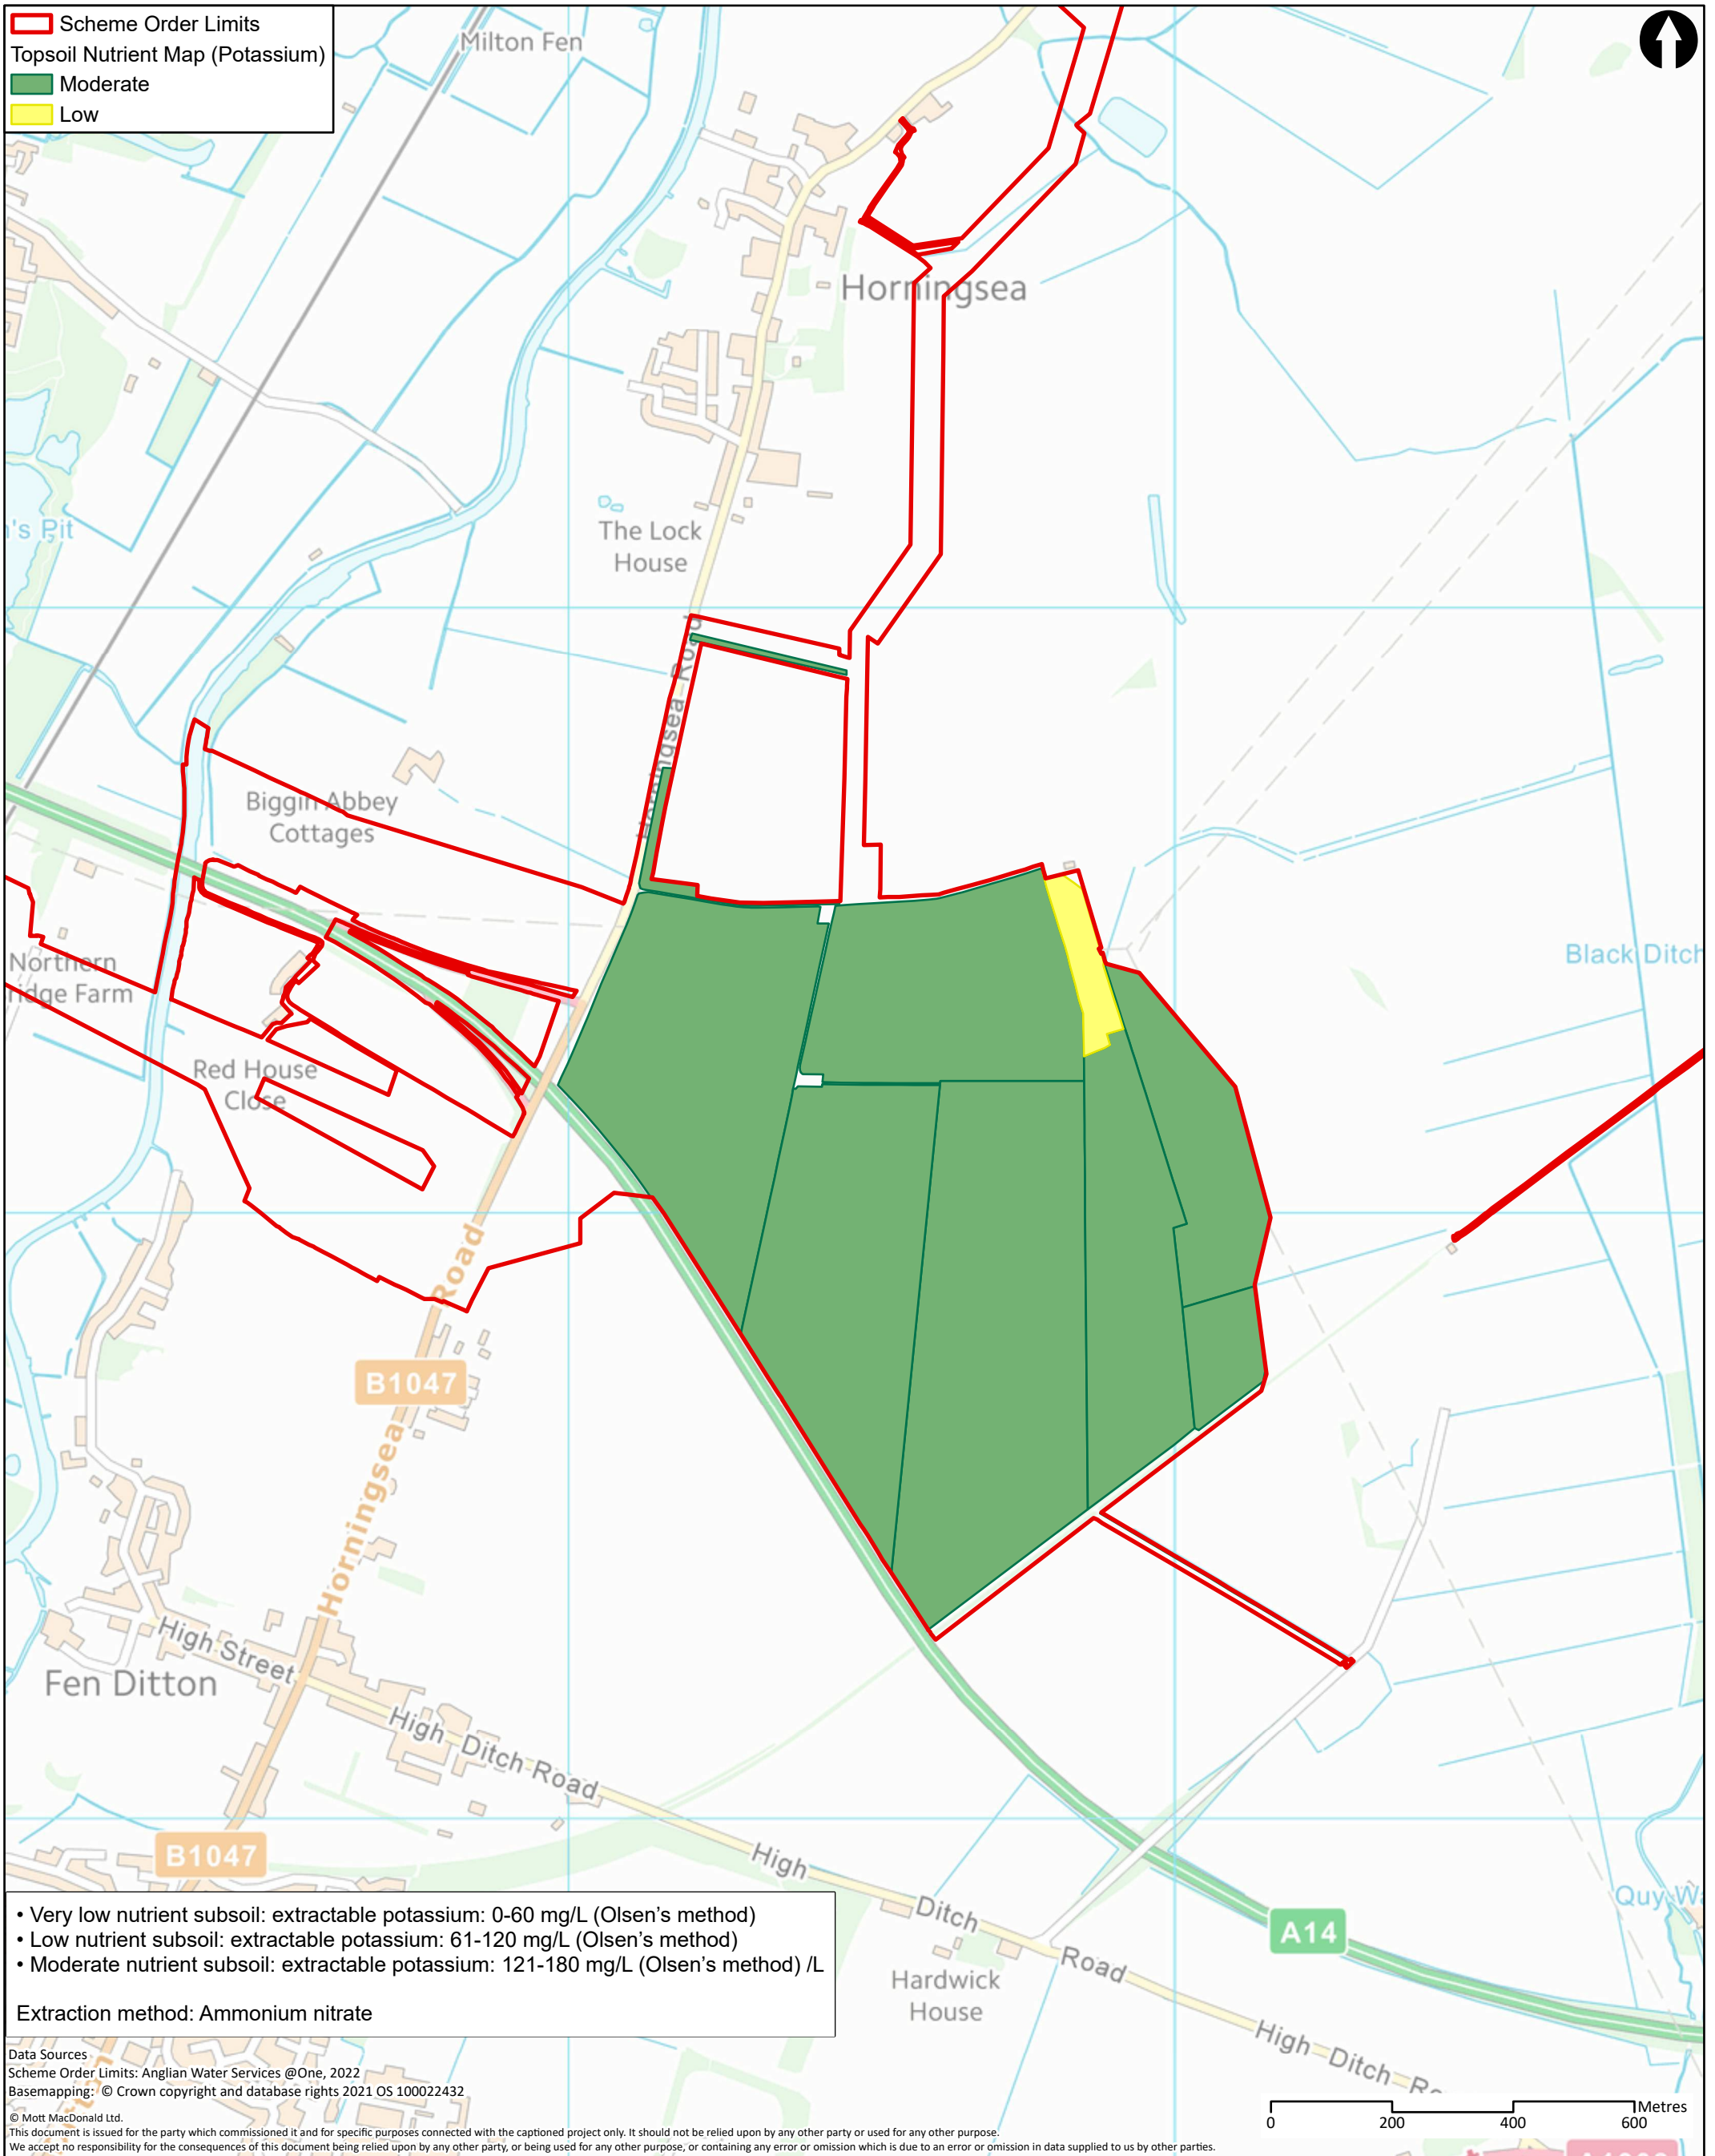 Scheme Order Limits
Topsoil Nutrient Map (Potassium)
Moderate
Low
Milton Fen
Horningsea
's Pit
The Lock
House
Horningsea Road
Biggin Abbey
Cottages
Northern
ridge Farm
Black Ditch
Red House
Close
Horningsea Road
B1047
High Street
Fen Ditton
High Ditch Road
B1047
High Ditch Road
A14
Quy Wa
Hardwick
House
High Ditch Ro
• Very low nutrient subsoil: extractable potassium: 0-60 mg/L (Olsen’s method)
• Low nutrient subsoil: extractable potassium: 61-120 mg/L (Olsen’s method)
• Moderate nutrient subsoil: extractable potassium: 121-180 mg/L (Olsen’s method) /L
Extraction method: Ammonium nitrate
Data Sources
Scheme Order Limits: Anglian Water Services @One, 2022
Basemapping: © Crown copyright and database rights 2021 OS 100022432
© Mott MacDonald Ltd.
This document is issued for the party which commissioned it and for specific purposes connected with the captioned project only. It should not be relied upon by any other party or used for any other purpose.
We accept no responsibility for the consequences of this document being relied upon by any other party, or being used for any other purpose, or containing any error or omission which is due to an error or omission in data supplied to us by other parties.
Metres
0 200 400 600